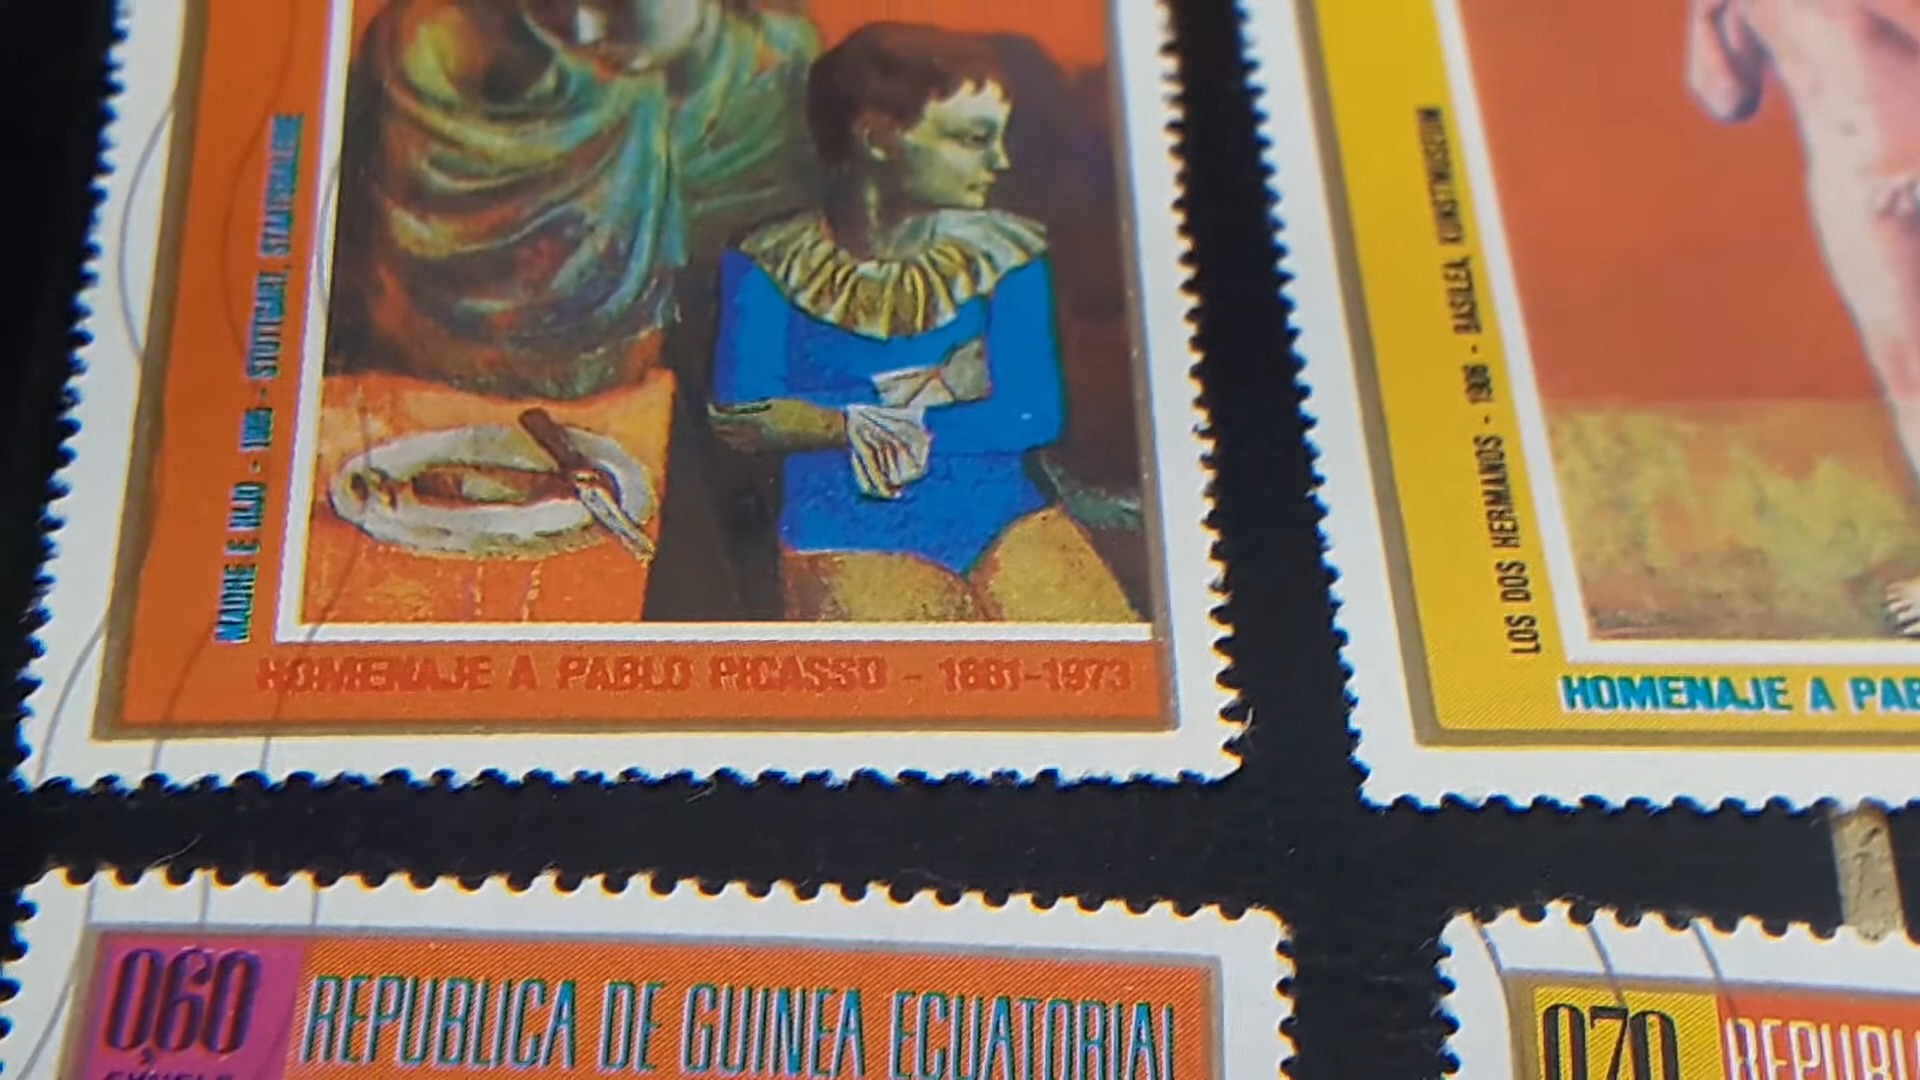 MADRE E HIJO - 1905 - STUTTGART, STAATSGALERIE
HOMENAJE A PABLO PICASSO - 1881-1973
LOS DOS HERMANOS - 1906 - BASILEA, KUNSTMUSEUM
HOMENAJE A PAB
0,60
REPUBLICA DE GUINEA ECUATORIAL
0,70
REPUBLI